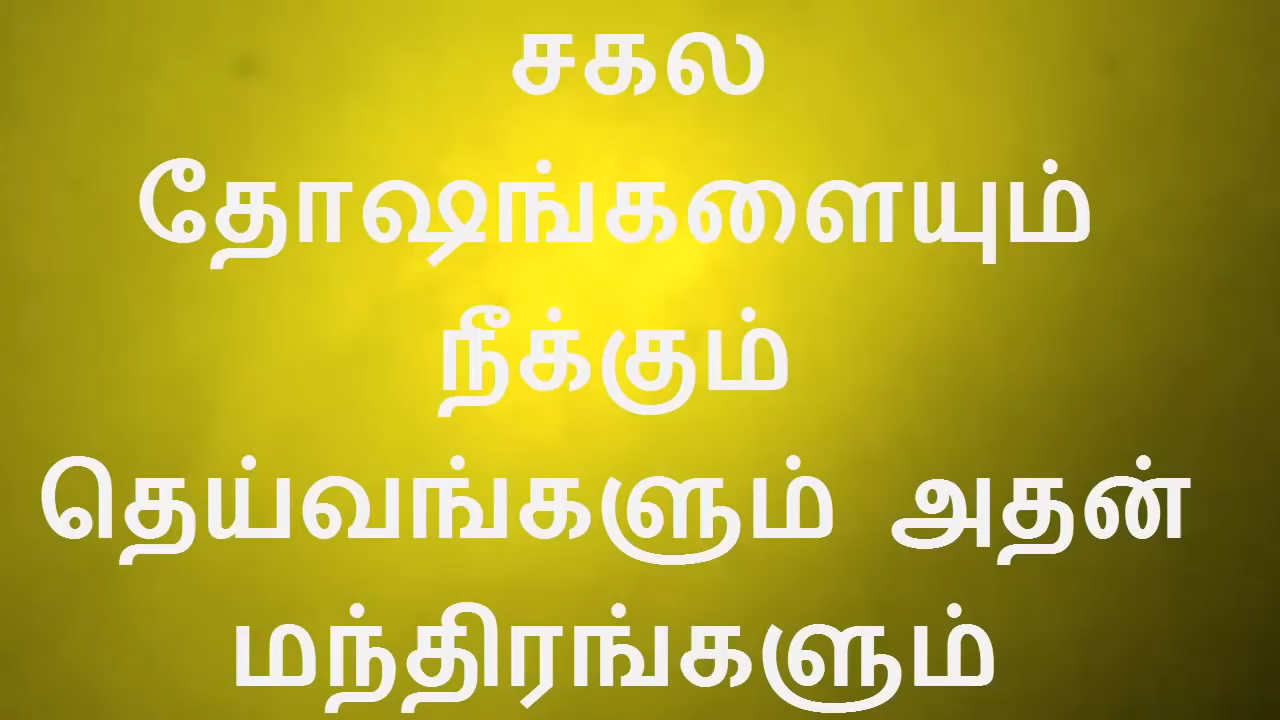 சகல
தோஷங்களையும்
நீக்கும்
தெய்வங்களும் அதன்
மந்திரங்களும்